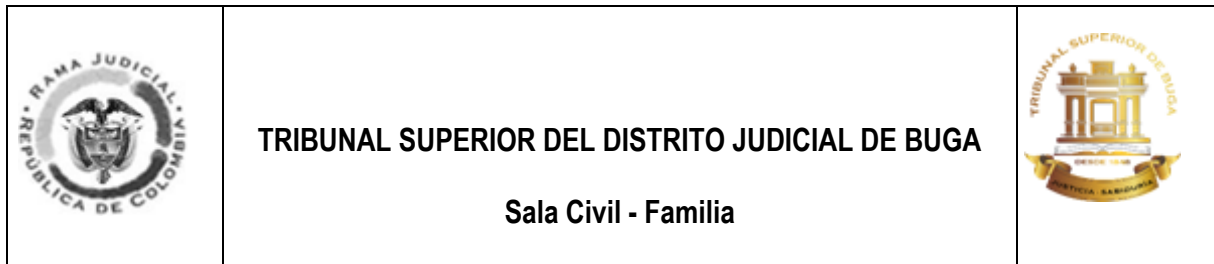 RAMA JUDICIAL
REPÚBLICA DE COLOMBIA
TRIBUNAL SUPERIOR DEL DISTRITO JUDICIAL DE BUGA
Sala Civil - Familia
TRIBUNAL SUPERIOR DE BUGA
JUSTICIA - SABIDURÍA